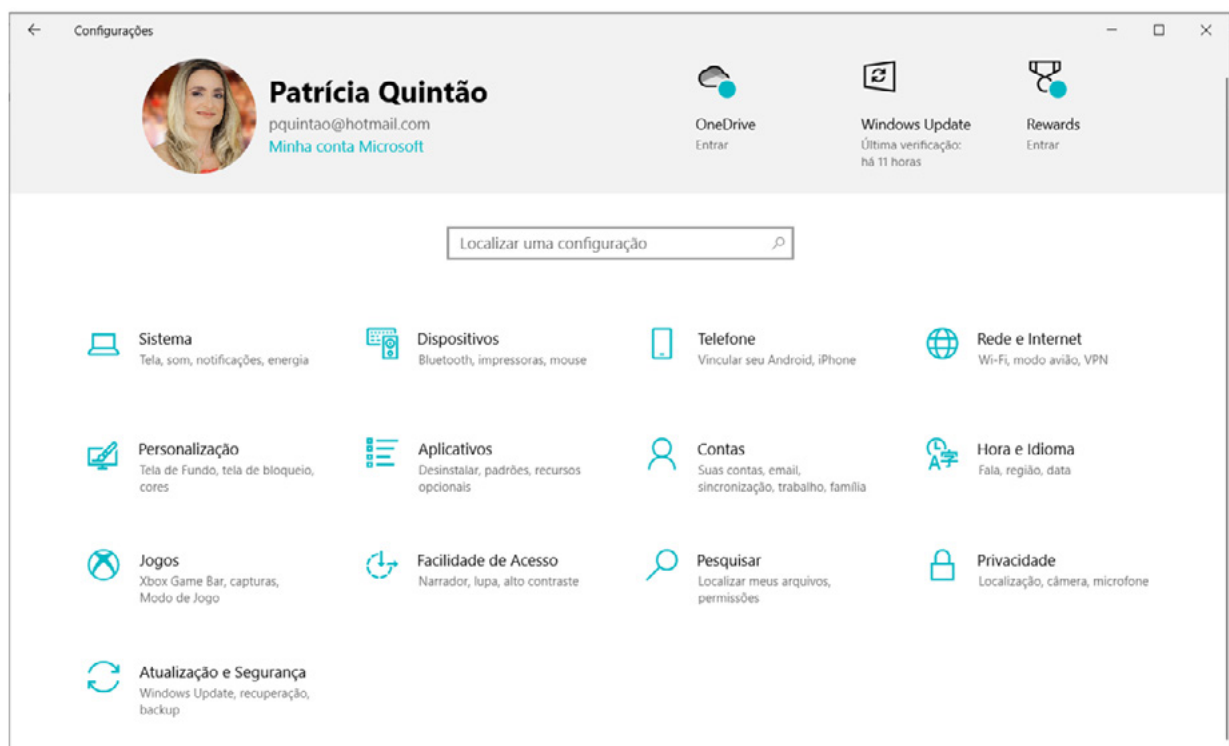 Configurações
Patrícia Quintão
pquintao@hotmail.com
Minha conta Microsoft
OneDrive
Entrar
Windows Update
Última verificação:
há 11 horas
Rewards
Entrar
Localizar uma configuração
Sistema
Tela, som, notificações, energia
Dispositivos
Bluetooth, impressoras, mouse
Telefone
Vincular seu Android, iPhone
Rede e Internet
Wi-Fi, modo avião, VPN
Personalização
Tela de Fundo, tela de bloqueio,
cores
Aplicativos
Desinstalar, padrões, recursos
opcionais
Contas
Suas contas, email,
sincronização, trabalho, família
Hora e Idioma
Fala, região, data
Jogos
Xbox Game Bar, capturas,
Modo de Jogo
Facilidade de Acesso
Narrador, lupa, alto contraste
Pesquisar
Localizar meus arquivos,
permissões
Privacidade
Localização, câmera, microfone
Atualização e Segurança
Windows Update, recuperação,
backup